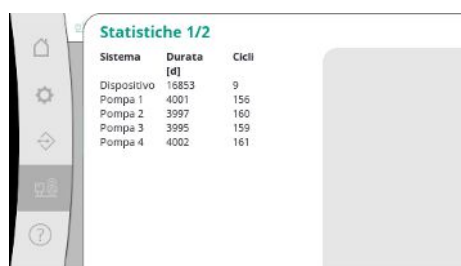 Statistiche 1/2
Sistema Durata Cicli
[d]
Dispositivo 16853 9
Pompa 1 4001 156
Pompa 2 3997 160
Pompa 3 3995 159
Pompa 4 4002 161
?